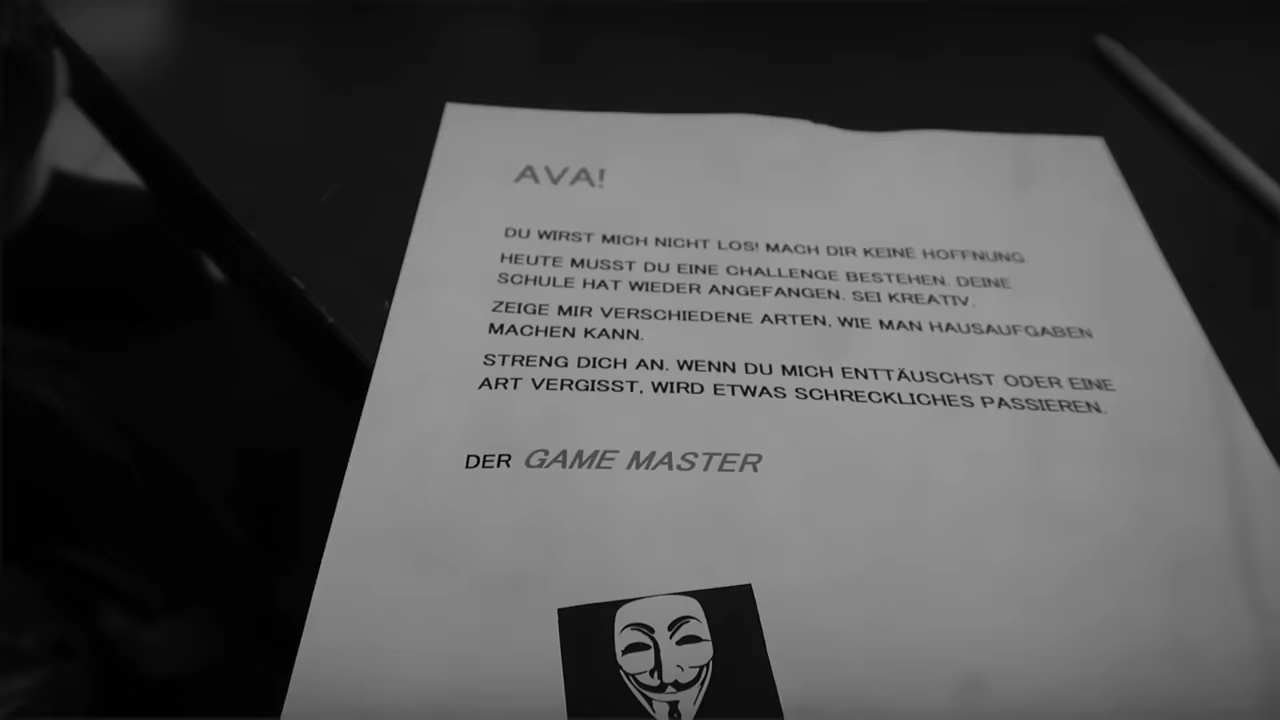 AVA!
DU WIRST MICH NICHT LOS! MACH DIR KEINE HOFFNUNG.
HEUTE MUSST DU EINE CHALLENGE BESTEHEN. DEINE
SCHULE HAT WIEDER ANGEFANGEN. SEI KREATIV.
ZEIGE MIR VERSCHIEDENE ARTEN, WIE MAN HAUSAUFGABEN
MACHEN KANN.
STRENG DICH AN. WENN DU MICH ENTTÄUSCHST ODER EINE
ART VERGISST, WIRD ETWAS SCHRECKLICHES PASSIEREN.
DER GAME MASTER